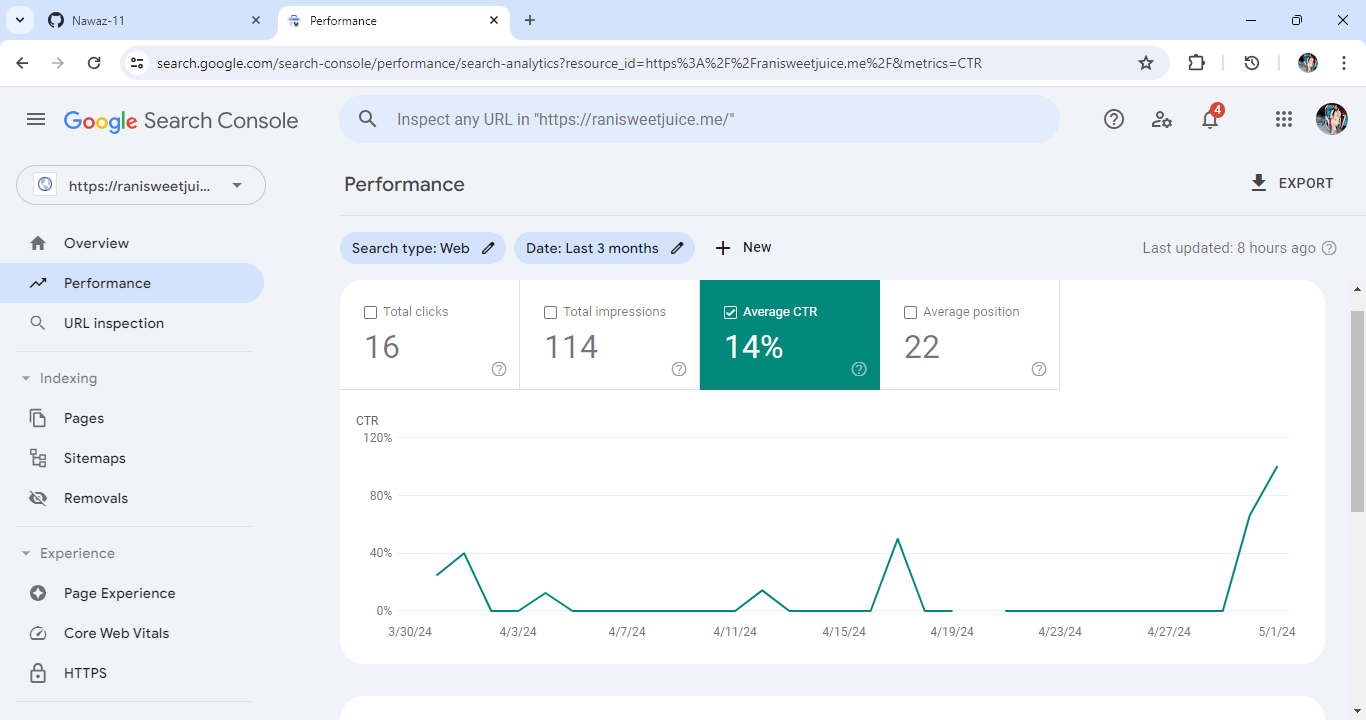 Nawaz-11
Performance
search.google.com/search-console/performance/search-analytics?resource_id=https%3A%2F%2Franisweetjuice.me%2F&metrics=CTR
Google Search Console
Inspect any URL in "https://ranisweetjuice.me/"
4
https://ranisweetjui...
Performance
EXPORT
Overview
Performance
URL inspection
Indexing
Pages
Sitemaps
Removals
Experience
Page Experience
Core Web Vitals
HTTPS
Search type: Web
Date: Last 3 months
New
Last updated: 8 hours ago
Total clicks
16
Total impressions
114
Average CTR
14%
Average position
22
CTR
120%
80%
40%
0%
3/30/24 4/3/24 4/7/24 4/11/24 4/15/24 4/19/24 4/23/24 4/27/24 5/1/24